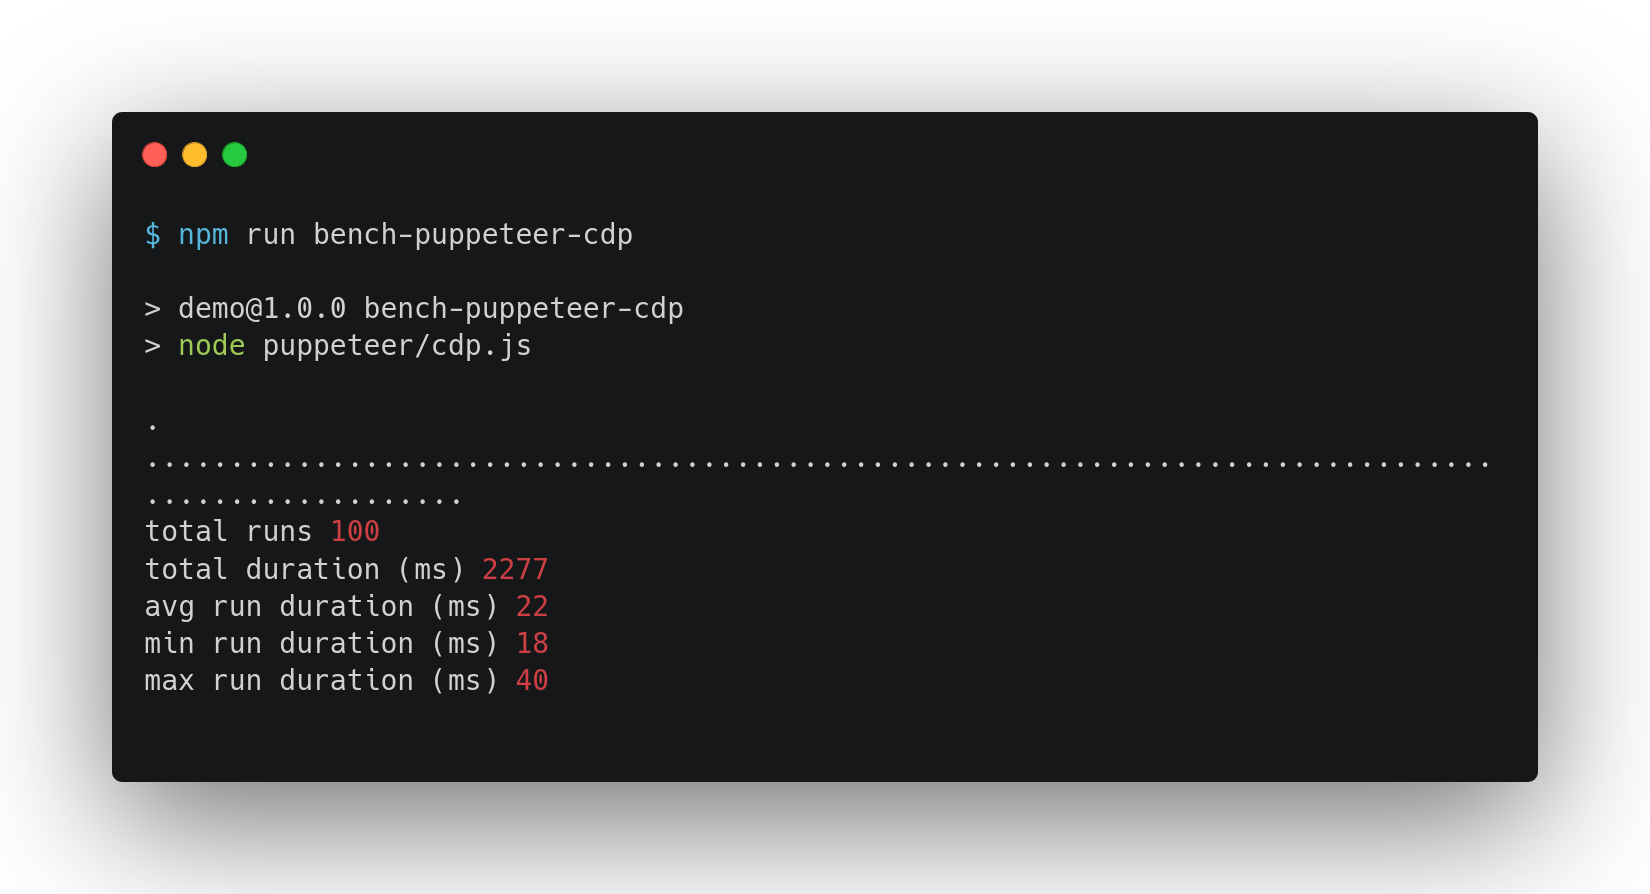 $ npm run bench-puppeteer-cdp
> demo@1.0.0 bench-puppeteer-cdp
> node puppeteer/cdp.js
.
................................................................................
...................
total runs 100
total duration (ms) 2277
avg run duration (ms) 22
min run duration (ms) 18
max run duration (ms) 40